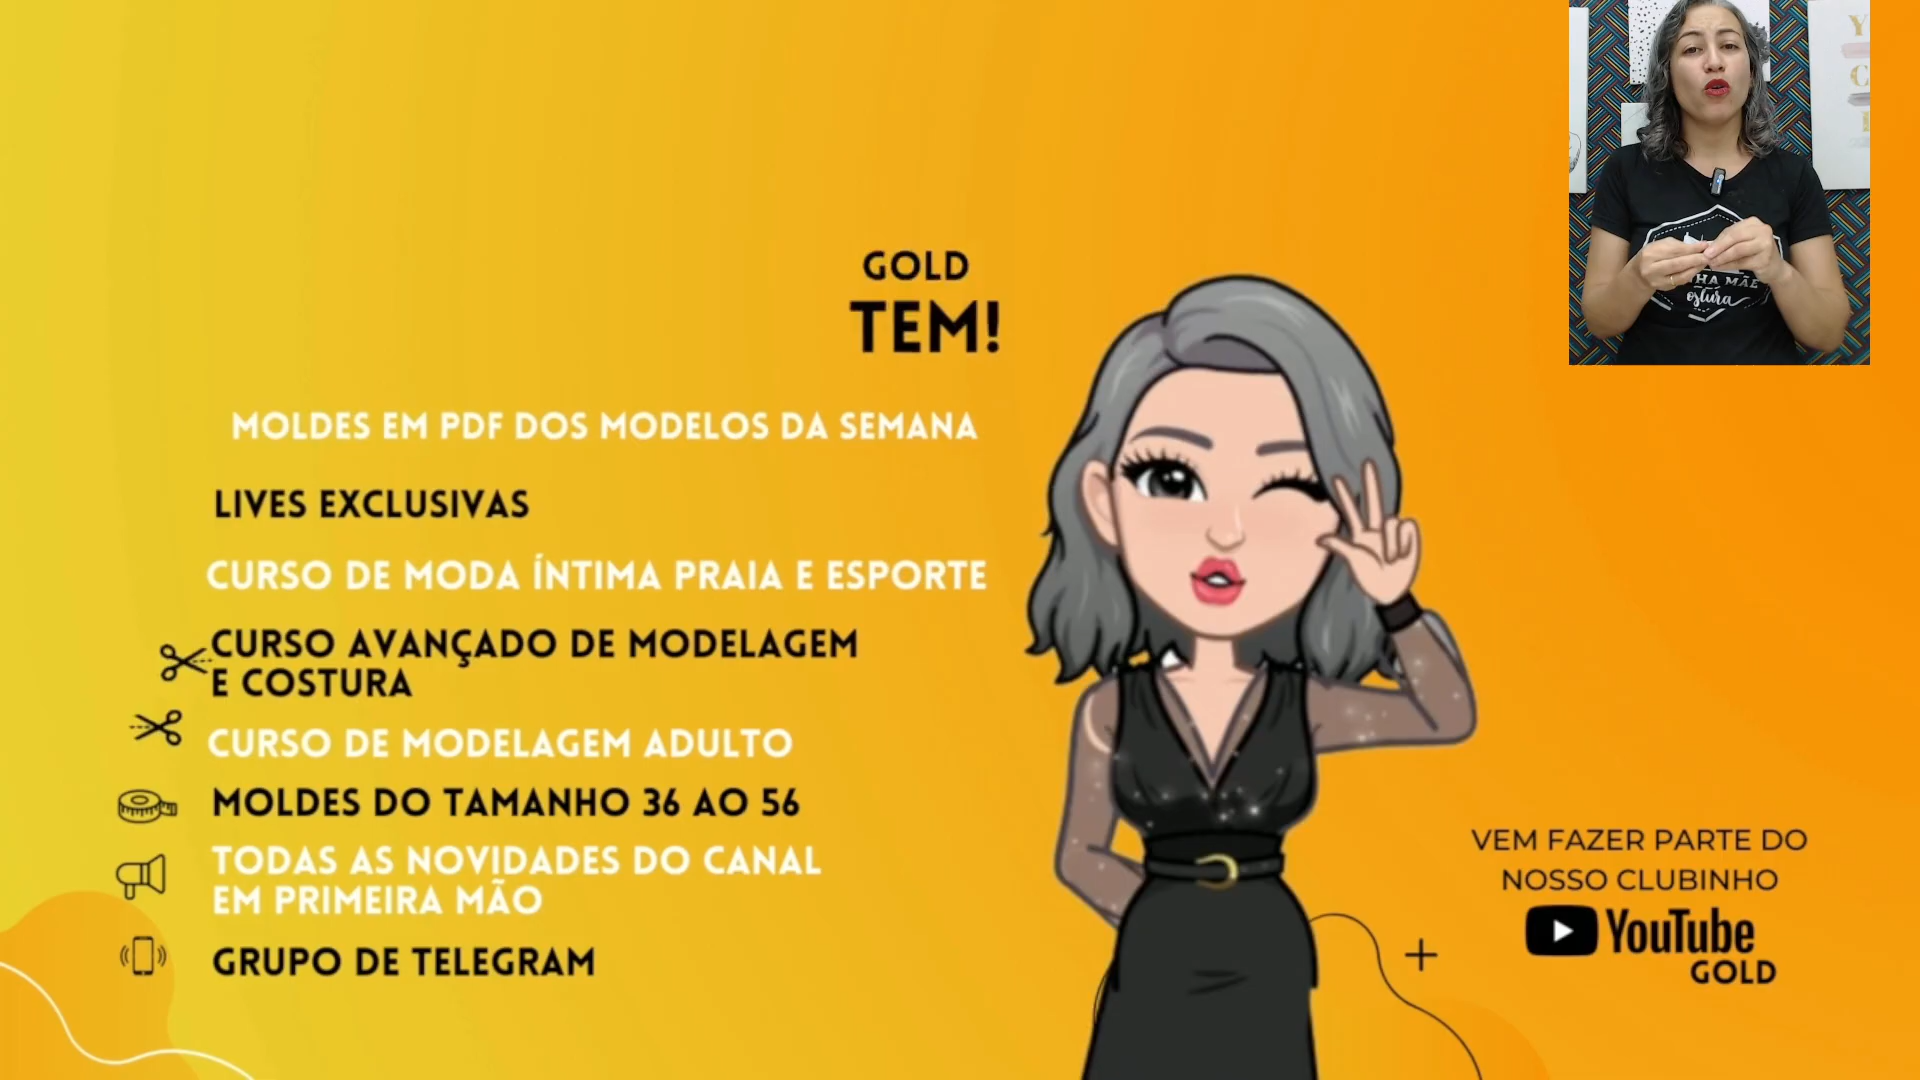 GOLD
TEM!
MOLDES EM PDF DOS MODELOS DA SEMANA
LIVES EXCLUSIVAS
CURSO DE MODA ÍNTIMA PRAIA E ESPORTE
CURSO AVANÇADO DE MODELAGEM
E COSTURA
CURSO DE MODELAGEM ADULTO
MOLDES DO TAMANHO 36 AO 56
TODAS AS NOVIDADES DO CANAL
EM PRIMEIRA MÃO
GRUPO DE TELEGRAM
VEM FAZER PARTE DO
NOSSO CLUBINHO
YouTube
GOLD
MÃE